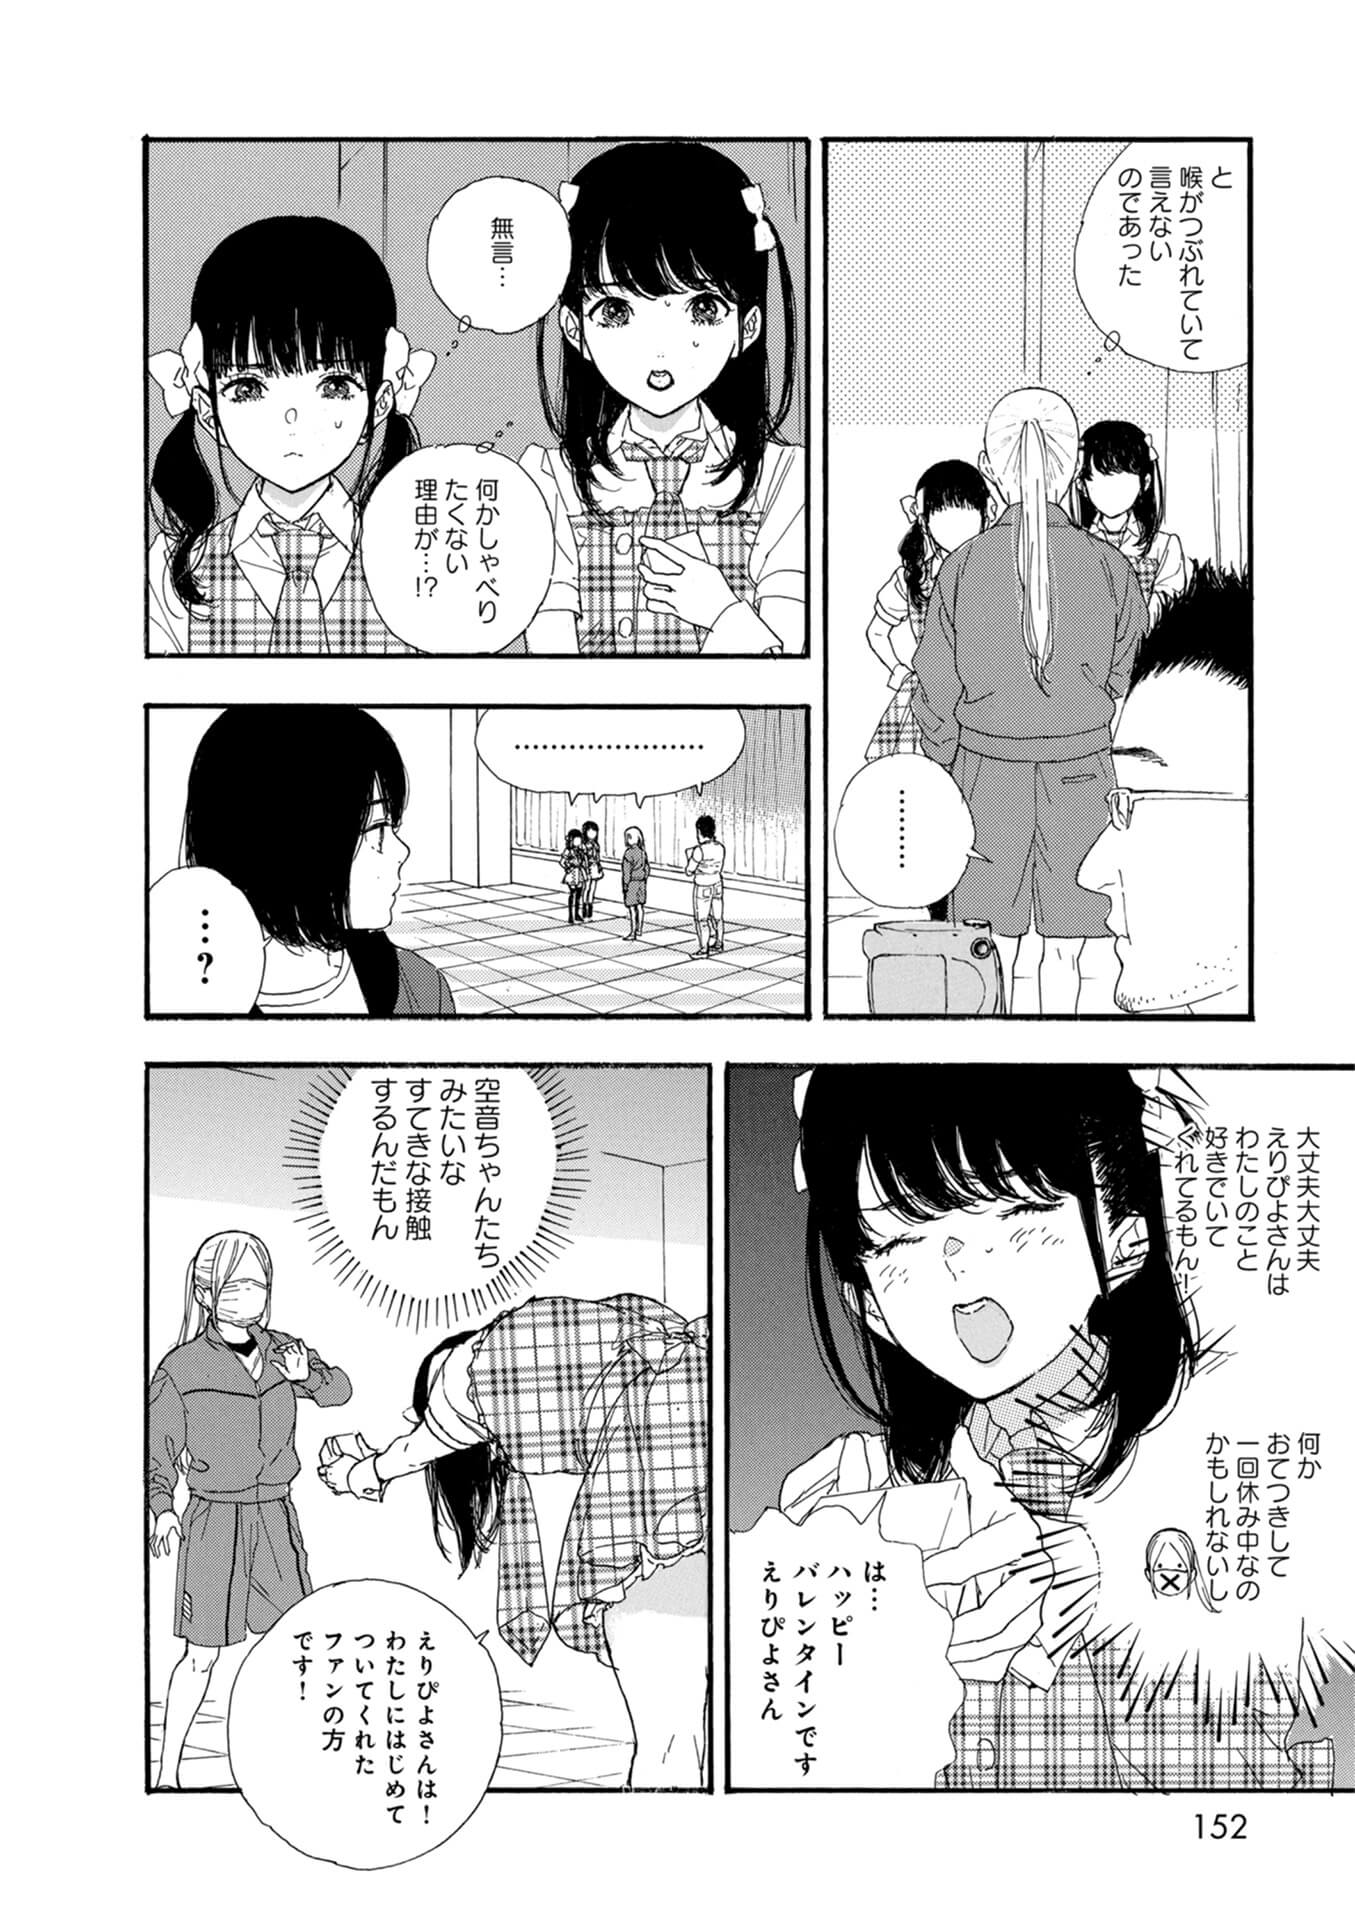 と
喉がつぶれていて
言えない
のであった
…………
無言…
何かしゃべり
たくない
理由が…!?
……………………
…?
大丈夫大丈夫
えりぴよさんは
わたしのこと
好きでいて
くれてるもん!
何か
おてつきして
一回休み中なの
かもしれないし
は…
ハッピー
バレンタインです
えりぴよさん
空音ちゃんたち
みたいな
すてきな接触
するんだもん
えりぴよさんは!
わたしにはじめて
ついてくれた
ファンの方
です!
152